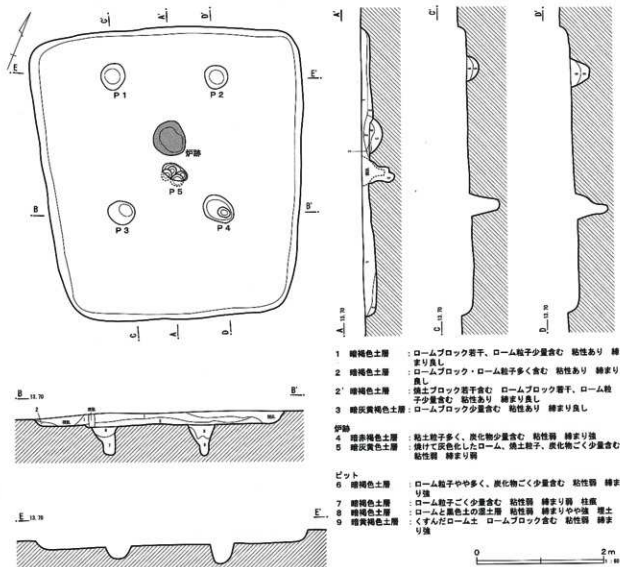 C' A' D'
E E'
P 1 P 2
炉跡
P 5
B B'
P 3 P 4
C A D
A' C' D'
A 13.70 C 13.70 D 13.70
B 13.70 B'
E 13.70 E'
1 暗褐色土層 :ロームブロック若干、ローム粒子少量含む 粘性あり 締
まり良し
2 暗褐色土層 :ロームブロック・ローム粒子多く含む 粘性あり 締まり
良し
2' 暗褐色土層 :焼土ブロック若干含む ロームブロック若干、ローム粒
子少量含む 粘性あり 締まり良し
3 暗灰黄褐色土層:ロームブロック少量含む 粘性あり 締まり良し
炉跡
4 暗赤褐色土層 :粘土粒子多く、炭化物少量含む 粘性弱 締まり強
5 暗灰黄色土層 :焼けて灰色化したローム、焼土粒子、炭化物ごく少量含む
粘性弱 締まり弱
ピット
6 暗褐色土層 :ローム粒子やや多く、炭化物ごく少量含む 粘性弱 締ま
り強
7 暗褐色土層 :ローム粒子ごく少量含む 粘性弱 締まり弱 柱痕
8 暗褐色土層 :ロームと黒色土の混土層 粘性弱 締まりやや強 埋土
9 暗黄褐色土層 :くすんだローム土 ロームブロック含む 粘性弱 締ま
り強
0 2m
1:60